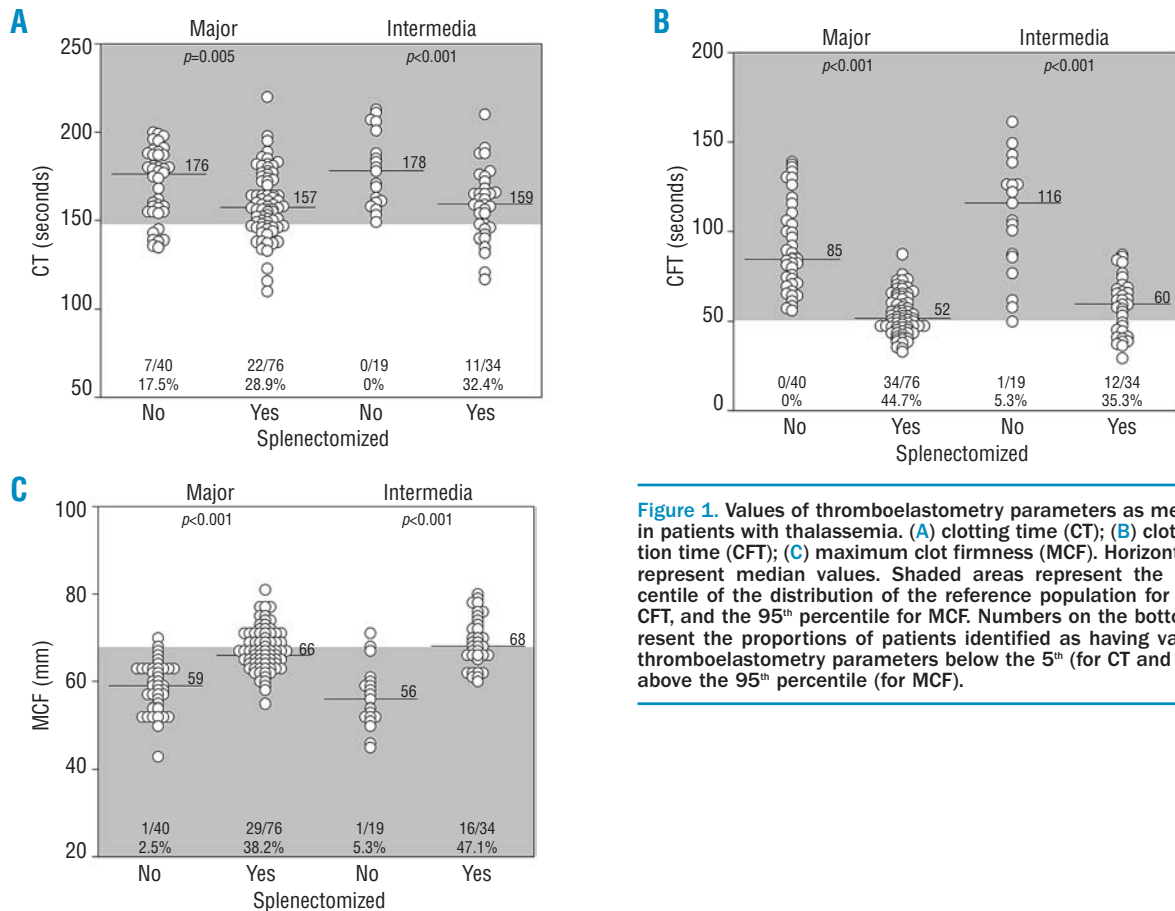 A
Major Intermedia
p=0.005 p<0.001
250
200
150
100
50
CT (seconds)
176
157
178
159
7/40 22/76 0/19 11/34
17.5% 28.9% 0% 32.4%
No Yes No Yes
Splenectomized
B
Major Intermedia
p<0.001 p<0.001
200
150
100
50
0
CFT (seconds)
85
52
116
60
0/40 34/76 1/19 12/34
0% 44.7% 5.3% 35.3%
No Yes No Yes
Splenectomized
C
Major Intermedia
p<0.001 p<0.001
100
80
60
40
20
MCF (mm)
59
66
56
68
1/40 29/76 1/19 16/34
2.5% 38.2% 5.3% 47.1%
No Yes No Yes
Splenectomized
Figure 1. Values of thromboelastometry parameters as me
in patients with thalassemia. (A) clotting time (CT); (B) clot
tion time (CFT); (C) maximum clot firmness (MCF). Horizont
represent median values. Shaded areas represent the
centile of the distribution of the reference population for
CFT, and the 95th percentile for MCF. Numbers on the botto
resent the proportions of patients identified as having va
thromboelastometry parameters below the 5th (for CT and
above the 95th percentile (for MCF).